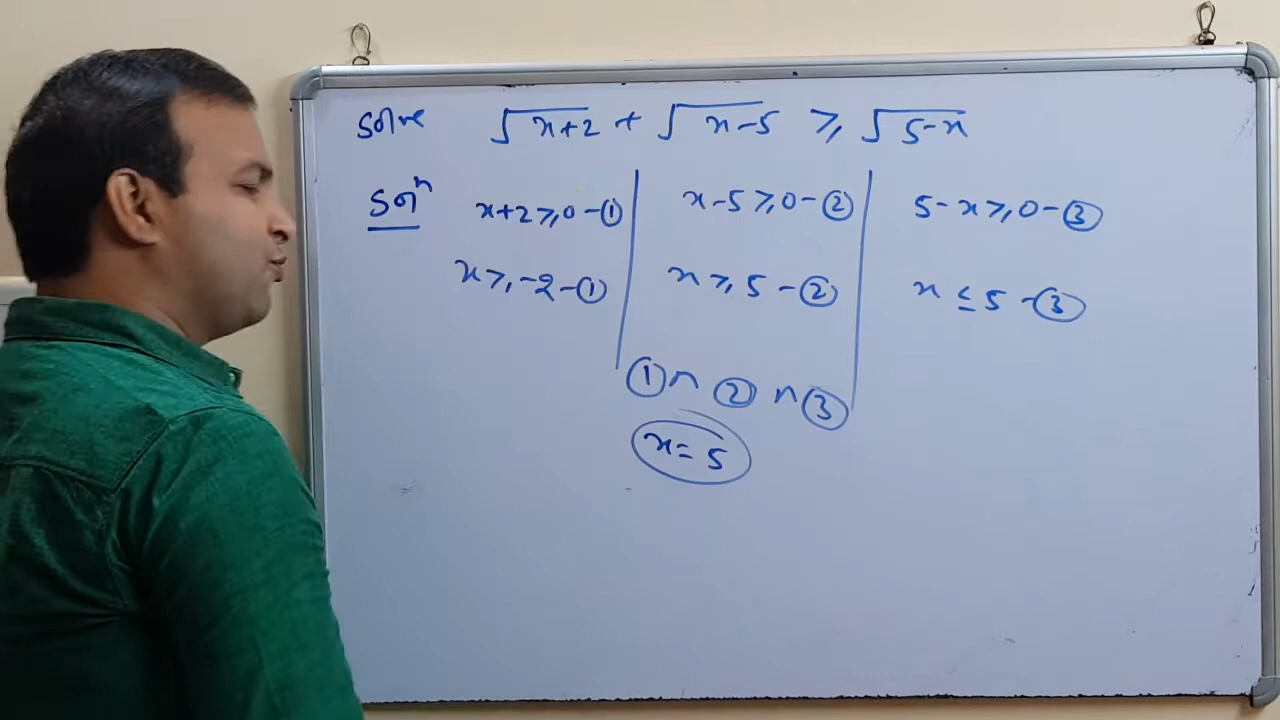 Solve √x+2 + √x-5 ≥ √5-x
Solⁿ x+2 ≥ 0 - ① x-5 ≥ 0 - ② 5-x ≥ 0 - ③
x ≥ -2 - ① x ≥ 5 - ② x ≤ 5 - ③
① ∩ ② ∩ ③
x = 5